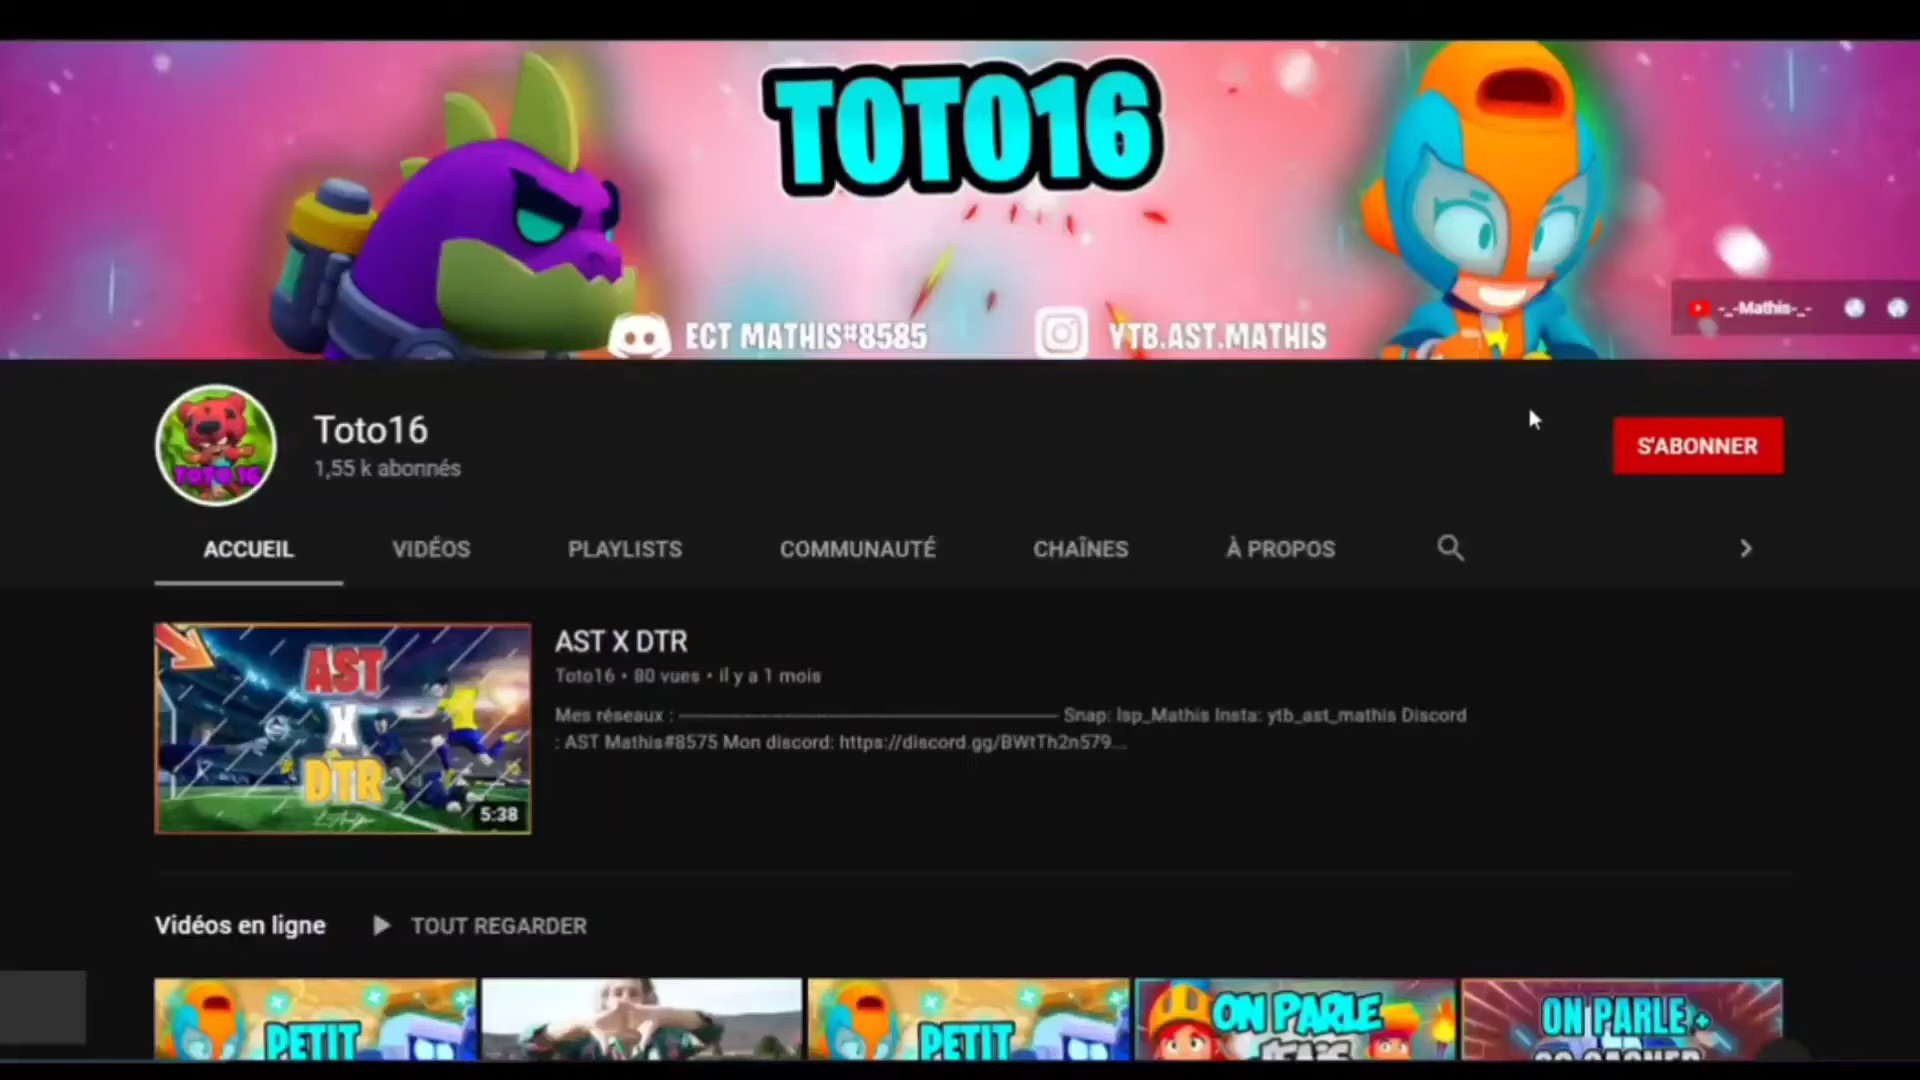 TOTO16
ECT MATHIS#8585
YTB.AST.MATHIS
-_-Mathis-_-
TOTO 16
Toto16
1,55 k abonnés
S'ABONNER
ACCUEIL
VIDÉOS
PLAYLISTS
COMMUNAUTÉ
CHAÎNES
À PROPOS
AST
X
DTR
5:38
AST X DTR
Toto16 • 80 vues • il y a 1 mois
Mes réseaux : ———————————————————— Snap: lsp_Mathis Insta: ytb_ast_mathis Discord
: AST Mathis#8575 Mon discord: https://discord.gg/BWtTh2n579...
Vidéos en ligne
TOUT REGARDER
PETIT
PETIT
ON PARLE
ON PARLE +